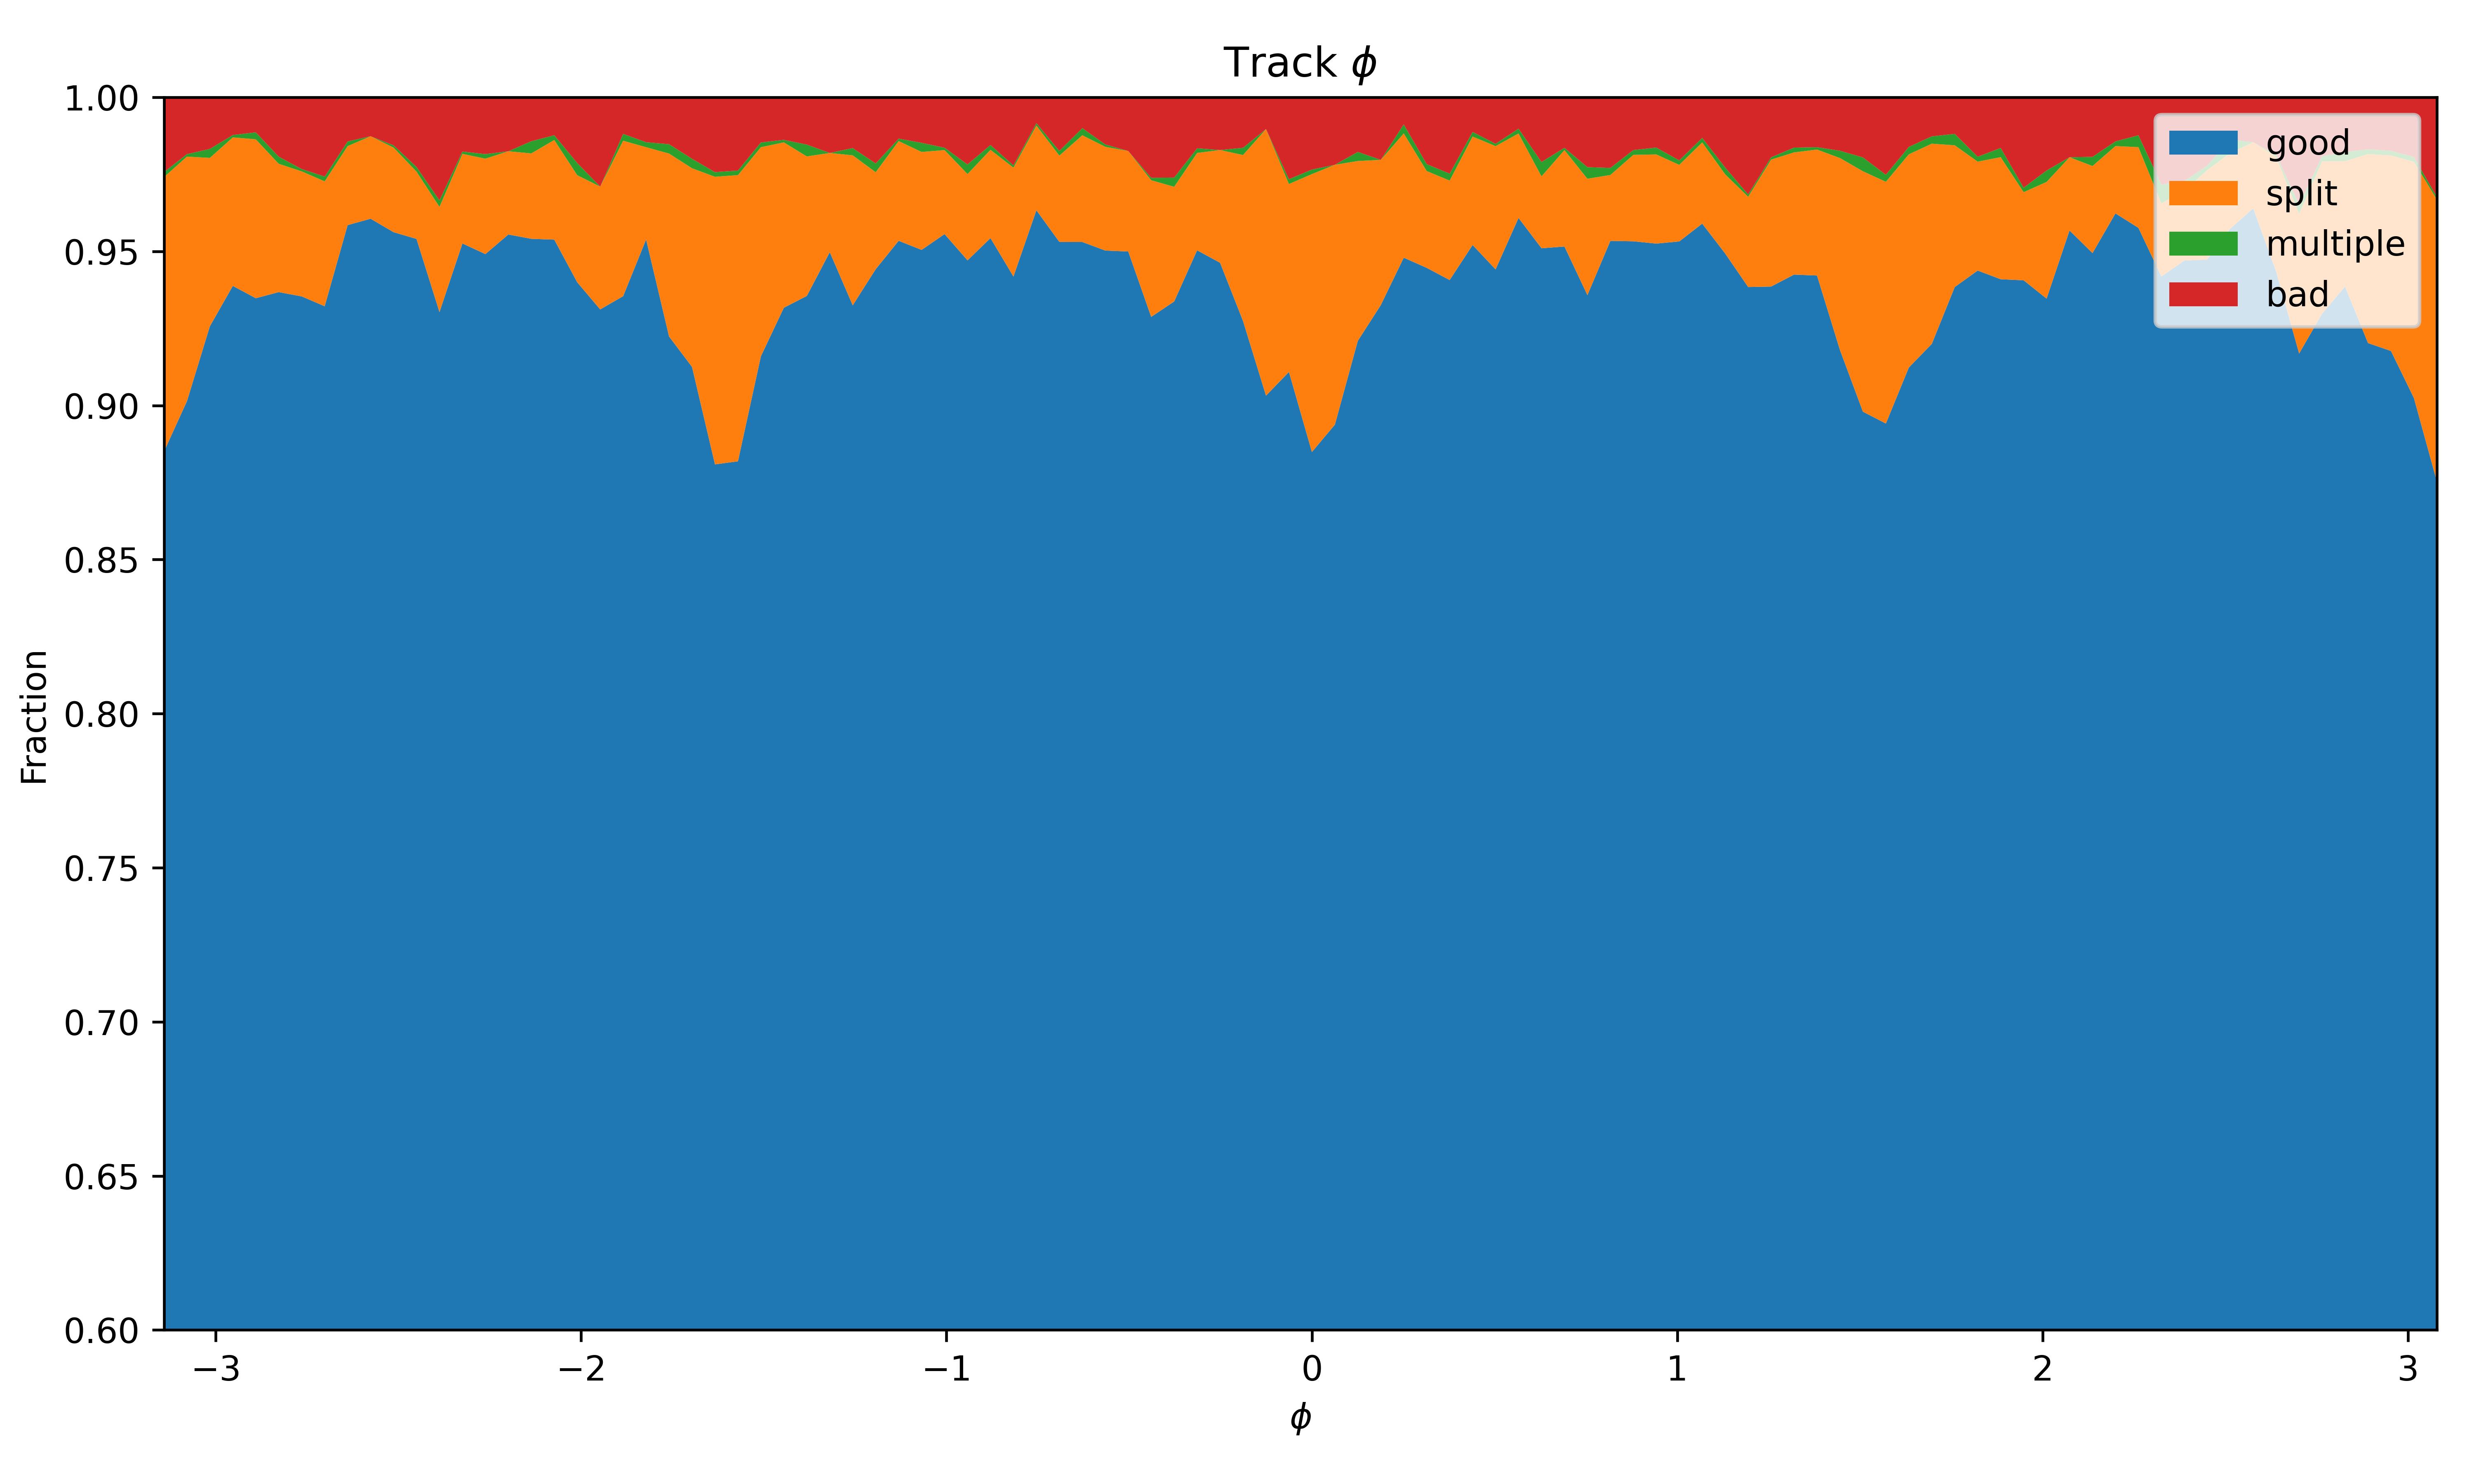 Track ϕ
1.00
0.95
0.90
0.85
0.80
0.75
0.70
0.65
0.60
Fraction
good
split
multiple
bad
−3 −2 −1 0 1 2 3
ϕ